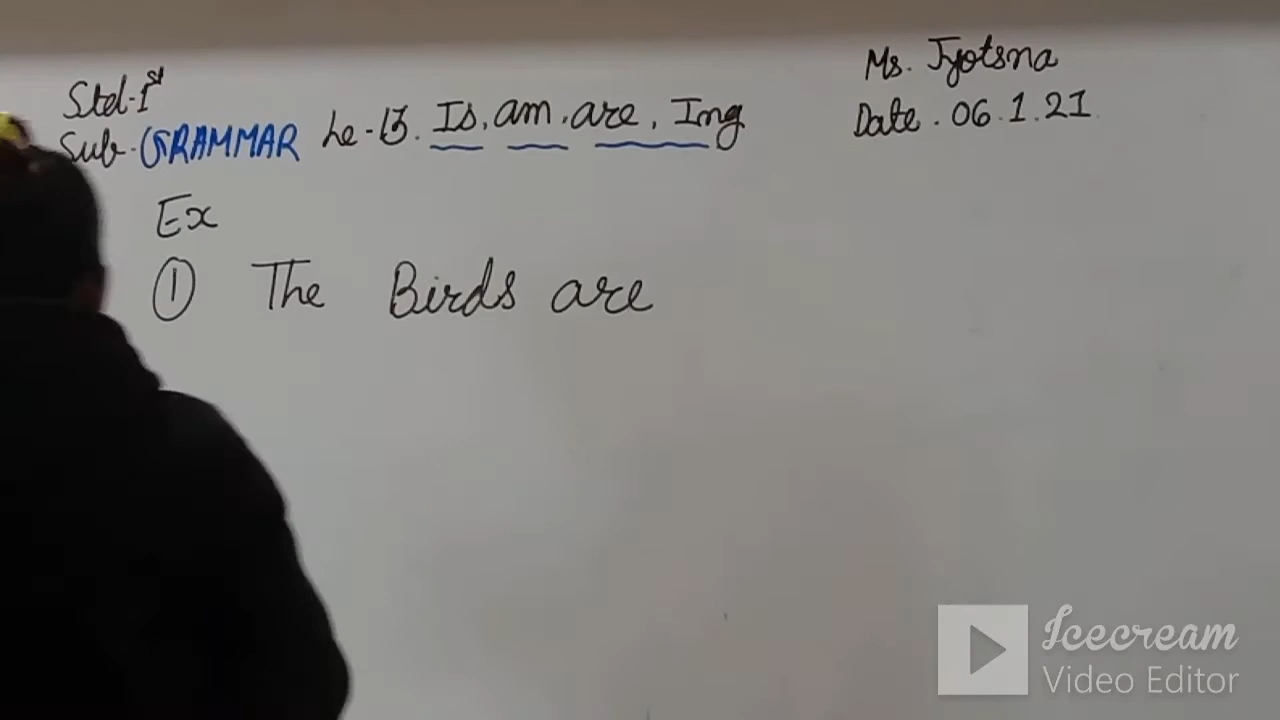 Std-1st
Sub-GRAMMAR Le-13. Is, am, are, Ing
Ms. Jyotsna
Date. 06.1.21
Ex
① The Birds are
Icecream
Video Editor